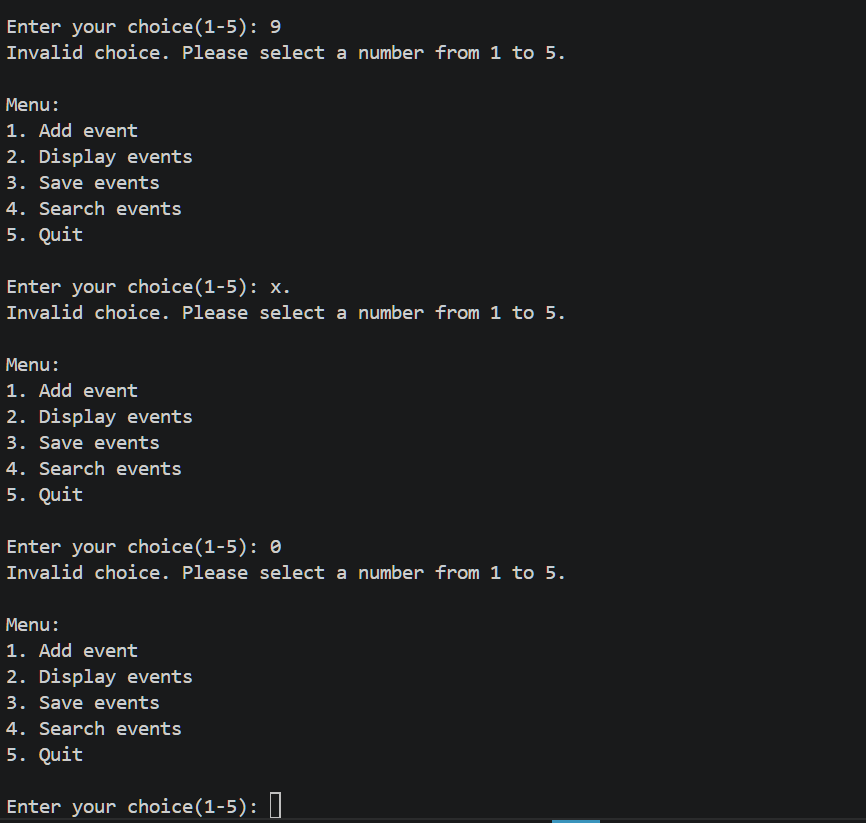 Enter your choice(1-5): 9
Invalid choice. Please select a number from 1 to 5.
Menu:
1. Add event
2. Display events
3. Save events
4. Search events
5. Quit
Enter your choice(1-5): x.
Invalid choice. Please select a number from 1 to 5.
Menu:
1. Add event
2. Display events
3. Save events
4. Search events
5. Quit
Enter your choice(1-5): 0
Invalid choice. Please select a number from 1 to 5.
Menu:
1. Add event
2. Display events
3. Save events
4. Search events
5. Quit
Enter your choice(1-5):